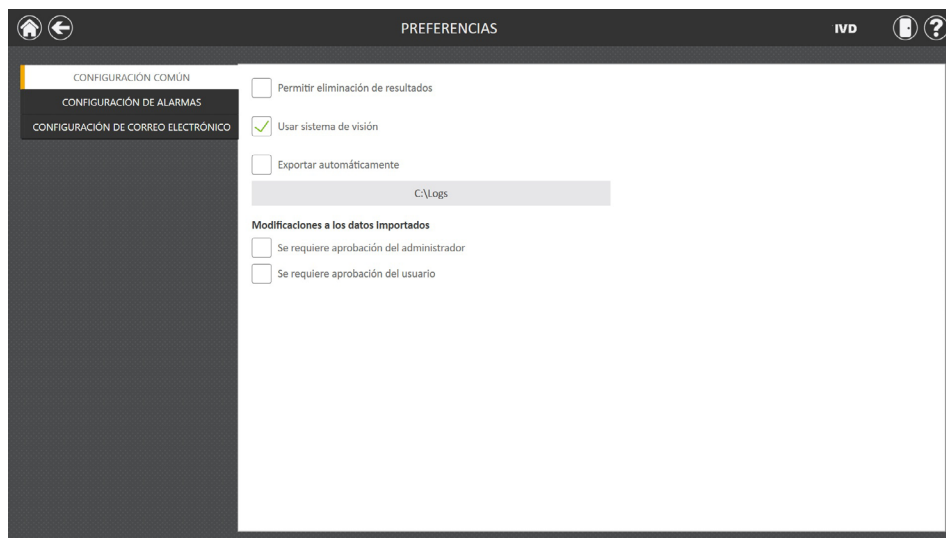 PREFERENCIAS
IVD
?
CONFIGURACIÓN COMÚN
CONFIGURACIÓN DE ALARMAS
CONFIGURACIÓN DE CORREO ELECTRÓNICO
Permitir eliminación de resultados
Usar sistema de visión
Exportar automáticamente
C:\Logs
Modificaciones a los datos importados
Se requiere aprobación del administrador
Se requiere aprobación del usuario